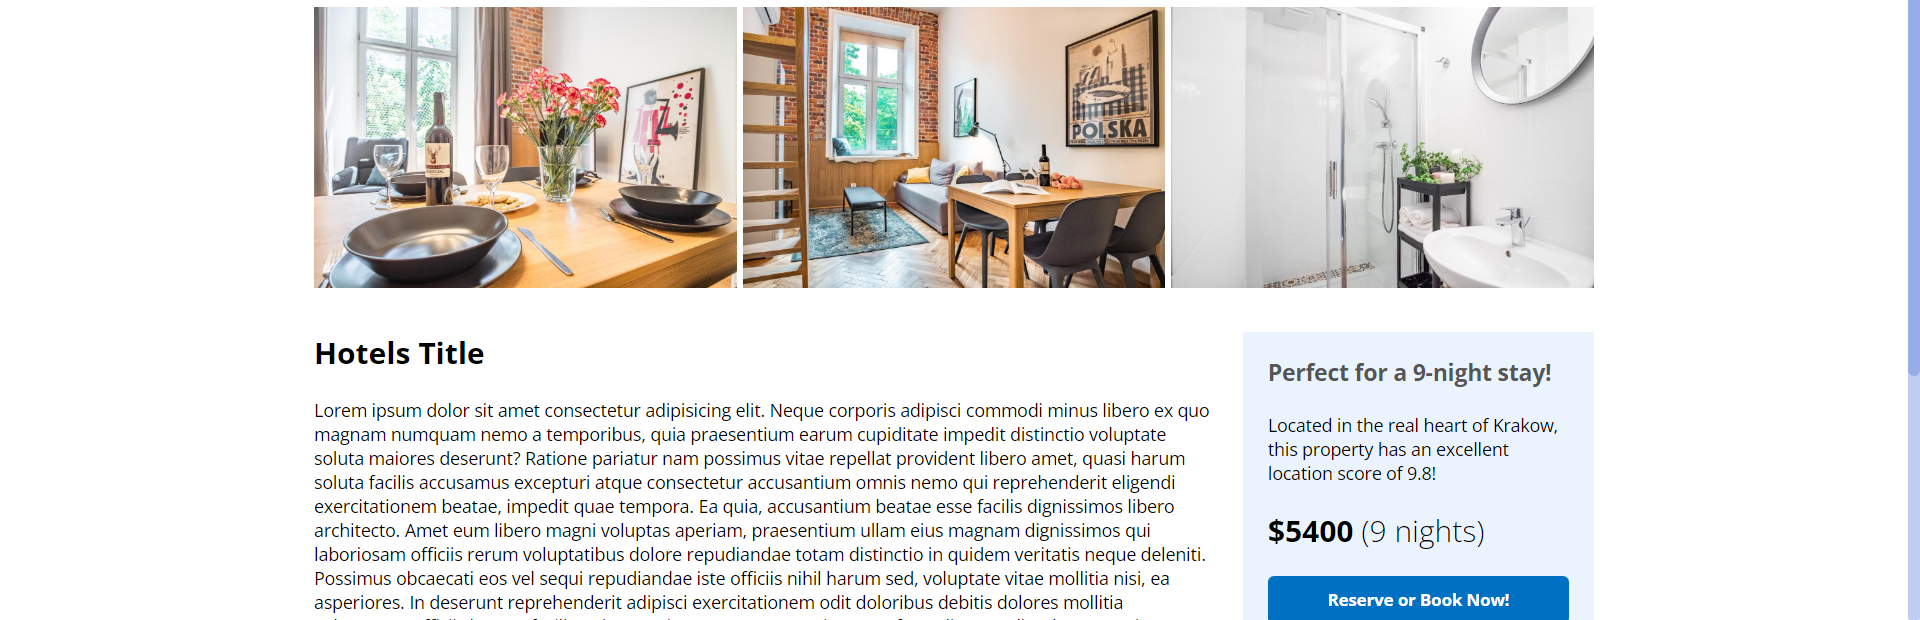 POLSKA
Hotels Title
Lorem ipsum dolor sit amet consectetur adipisicing elit. Neque corporis adipisci commodi minus libero ex quo
magnam numquam nemo a temporibus, quia praesentium earum cupiditate impedit distinctio voluptate
soluta maiores deserunt? Ratione pariatur nam possimus vitae repellat provident libero amet, quasi harum
soluta facilis accusamus excepturi atque consectetur accusantium omnis nemo qui reprehenderit eligendi
exercitationem beatae, impedit quae tempora. Ea quia, accusantium beatae esse facilis dignissimos libero
architecto. Amet eum libero magni voluptas aperiam, praesentium ullam eius magnam dignissimos qui
laboriosam officiis rerum voluptatibus dolore repudiandae totam distinctio in quidem veritatis neque deleniti.
Possimus obcaecati eos vel sequi repudiandae iste officiis nihil harum sed, voluptate vitae mollitia nisi, ea
asperiores. In deserunt reprehenderit adipisci exercitationem odit doloribus debitis dolores mollitia
Perfect for a 9-night stay!
Located in the real heart of Krakow,
this property has an excellent
location score of 9.8!
$5400 (9 nights)
Reserve or Book Now!